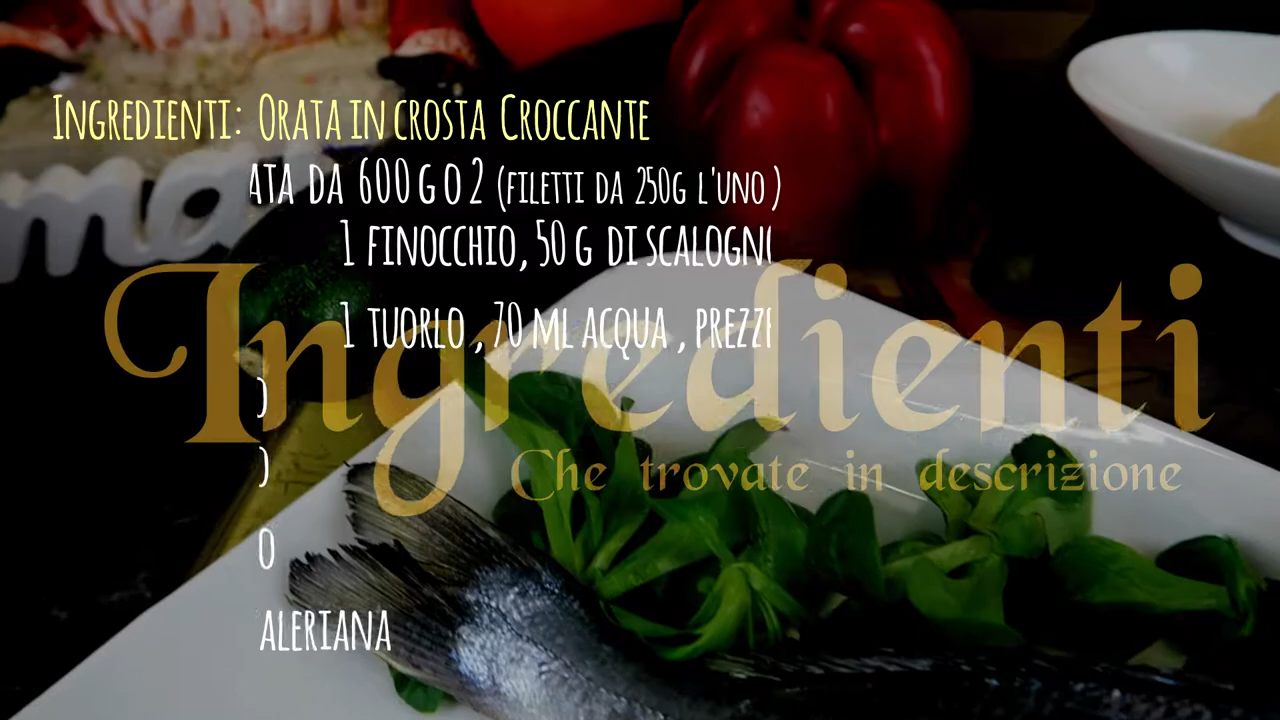 Ingredienti: Orata in crosta Croccante
ATA DA 600 G O 2 (FILETTI DA 250G L'UNO)
1 FINOCCHIO, 50 G DI SCALOGN
1 TUORLO, 70 ML ACQUA, PREZZ
)
)
O
ALERIANA
Ingredienti
Che trovate in descrizione